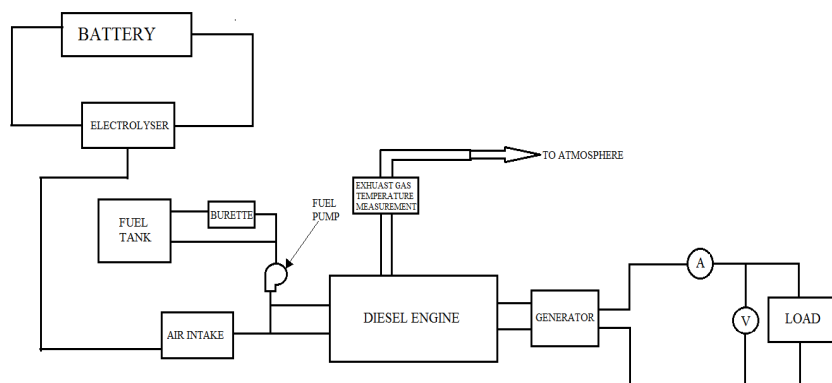 BATTERY
ELECTROLYSER
TO ATMOSPHERE
EXHUAST GAS
TEMPERATURE
MEASUREMENT
FUEL
PUMP
FUEL
TANK
BURETTE
A
DIESEL ENGINE
GENERATOR
V
LOAD
AIR INTAKE